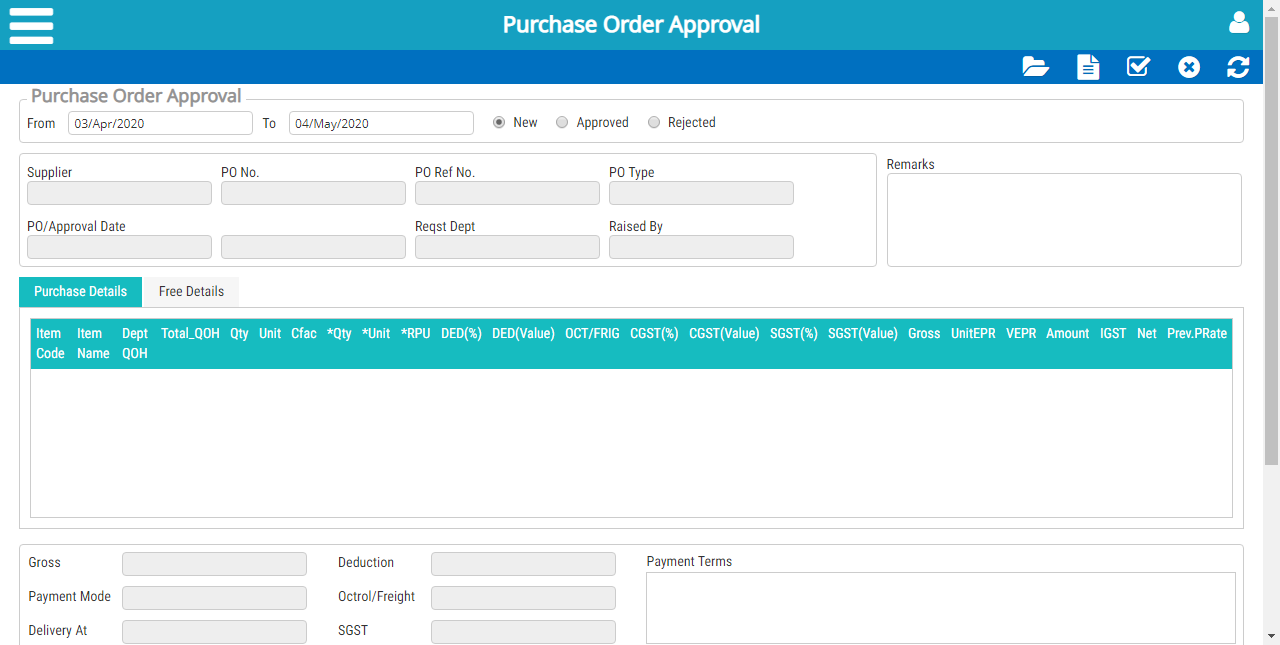 Purchase Order Approval
Purchase Order Approval
From 03/Apr/2020 To 04/May/2020 New Approved Rejected
Supplier PO No. PO Ref No. PO Type Remarks
PO/Approval Date Reqst Dept Raised By
Purchase Details Free Details
Item Item Dept Total_QOH Qty Unit Cfac *Qty *Unit *RPU DED(%) DED(Value) OCT/FRIG CGST(%) CGST(Value) SGST(%) SGST(Value) Gross UnitEPR VEPR Amount IGST Net Prev.PRate
Code Name QOH
Gross Deduction Payment Terms
Payment Mode Octrol/Freight
Delivery At SGST